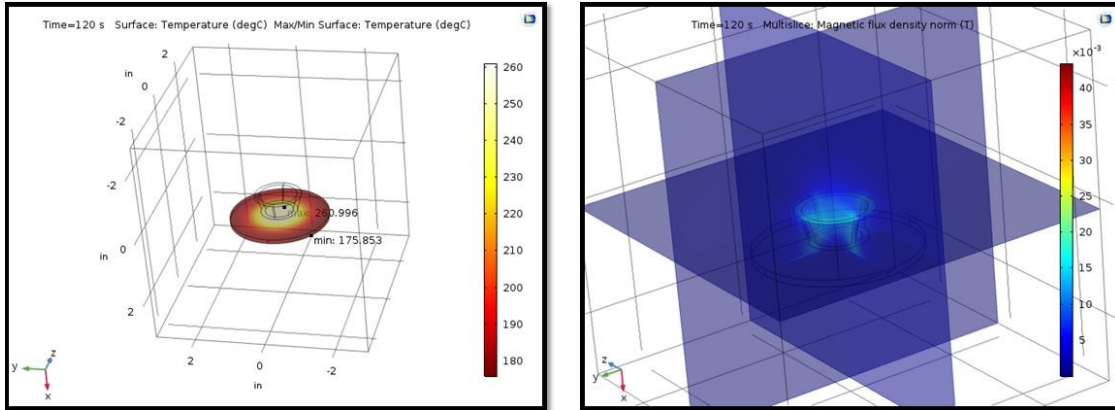 Time=120 s Surface: Temperature (degC) Max/Min Surface: Temperature (degC)
2
in
0
-2
-2
in
0
2
2
0
-2
in
max: 260.996
min: 175.853
260
250
240
230
220
210
200
190
180
z
y
x
Time=120 s Multislice: Magnetic flux density norm (T)
×10⁻³
40
35
30
25
20
15
10
5
z
y
x